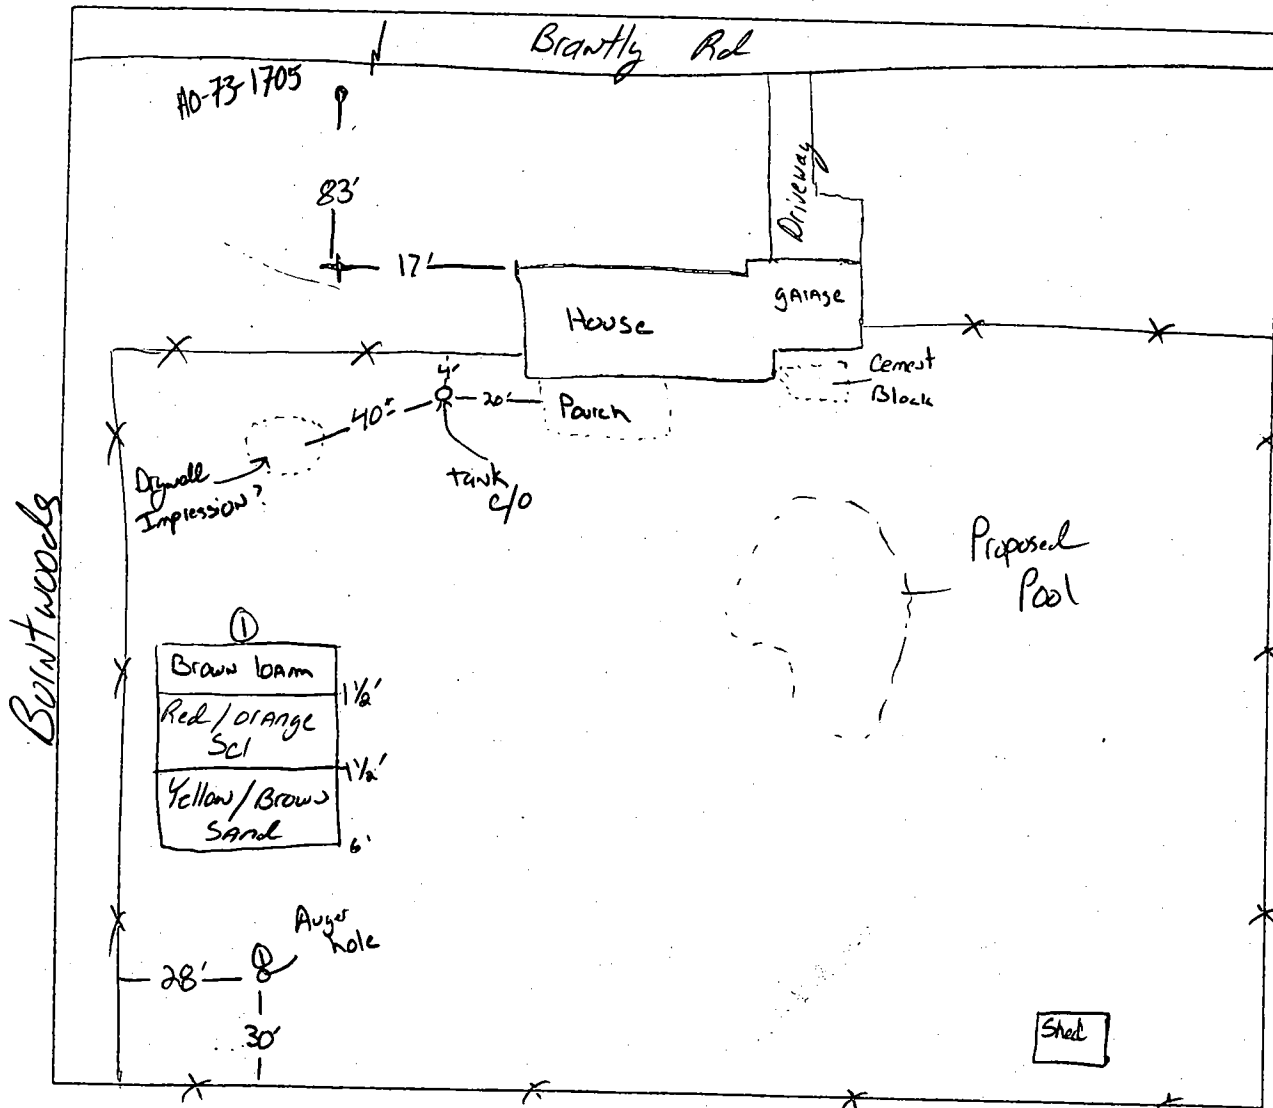 Brantly Rd
AO-73-1705
83'
17'
Driveway
garage
House
Cement
Block
4'
40'±
20'
Porch
Drywell
Impression?
tank
c/o
Burntwoods
Proposed
Pool
①
Brown loam
1½'
Red/orange
Scl
1½'
Yellow/Brown
Sand
6'
Auger
hole
①
28'
30'
Shed